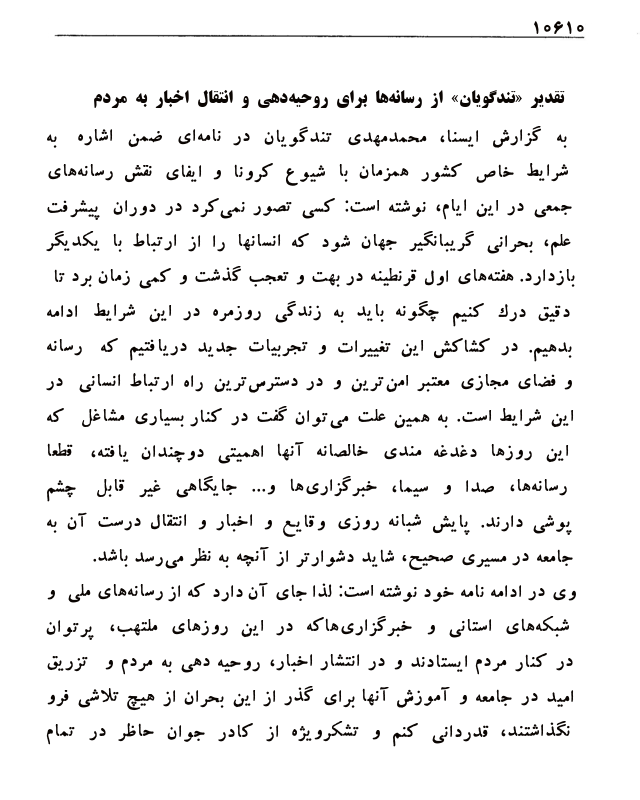 ۱۰۶۱۰
تقدیر «تندگویان» از رسانه‌ها برای روحیه‌دهی و انتقال اخبار به مردم
به گزارش ایسنا، محمدمهدی تندگویان در نامه‌ای ضمن اشاره به
شرایط خاص کشور همزمان با شیوع کرونا و ایفای نقش رسانه‌های
جمعی در این ایام، نوشته است: کسی تصور نمی‌کرد در دوران پیشرفت
علم، بحرانی گریبانگیر جهان شود که انسانها را از ارتباط با یکدیگر
بازدارد. هفته‌های اول قرنطینه در بهت و تعجب گذشت و کمی زمان برد تا
دقیق درك کنیم چگونه باید به زندگی روزمره در این شرایط ادامه
بدهیم. در کشاکش این تغییرات و تجربیات جدید دریافتیم که رسانه
و فضای مجازی معتبر امن‌ترین و در دسترس‌ترین راه ارتباط انسانی در
این شرایط است. به همین علت می‌توان گفت در کنار بسیاری مشاغل که
این روزها دغدغه مندی خالصانه آنها اهمیتی دوچندان یافته، قطعا
رسانه‌ها، صدا و سیما، خبرگزاری‌ها و... جایگاهی غیر قابل چشم
پوشی دارند. پایش شبانه روزی وقایع و اخبار و انتقال درست آن به
جامعه در مسیری صحیح، شاید دشوارتر از آنچه به نظر می‌رسد باشد.
وی در ادامه نامه خود نوشته است: لذا جای آن دارد که از رسانه‌های ملی و
شبکه‌های استانی و خبرگزاری‌هاکه در این روزهای ملتهب، پرتوان
در کنار مردم ایستادند و در انتشار اخبار، روحیه دهی به مردم و تزریق
امید در جامعه و آموزش آنها برای گذر از این بحران از هیچ تلاشی فرو
نگذاشتند، قدردانی کنم و تشکرویژه از کادر جوان حاظر در تمام